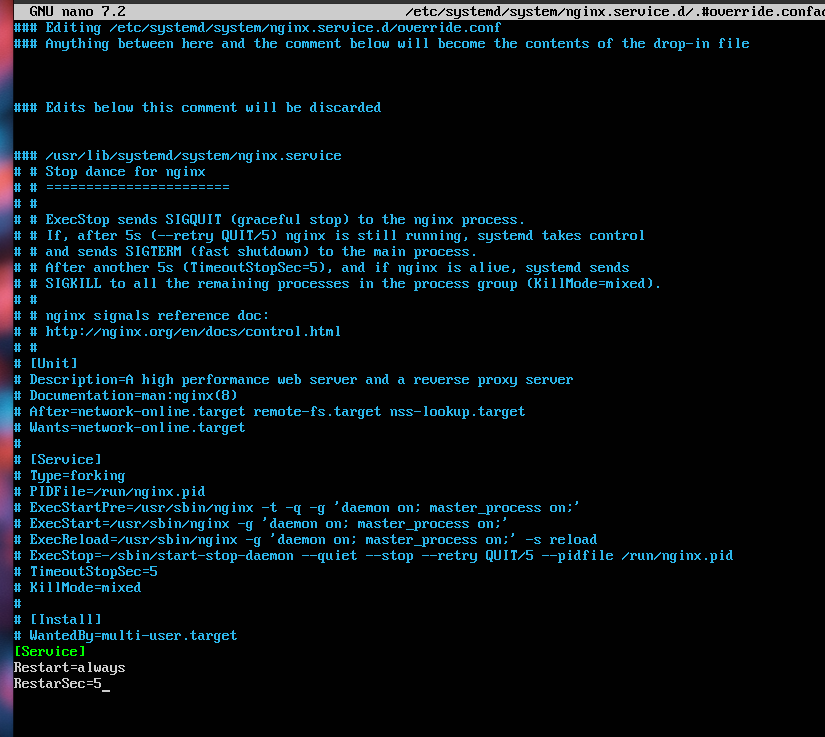 GNU nano 7.2 /etc/systemd/system/nginx.service.d/.#override.confac
### Editing /etc/systemd/system/nginx.service.d/override.conf
### Anything between here and the comment below will become the contents of the drop-in file
### Edits below this comment will be discarded
### /usr/lib/systemd/system/nginx.service
# # Stop dance for nginx
# # =======================
# #
# # ExecStop sends SIGQUIT (graceful stop) to the nginx process.
# # If, after 5s (--retry QUIT/5) nginx is still running, systemd takes control
# # and sends SIGTERM (fast shutdown) to the main process.
# # After another 5s (TimeoutStopSec=5), and if nginx is alive, systemd sends
# # SIGKILL to all the remaining processes in the process group (KillMode=mixed).
# #
# # nginx signals reference doc:
# # http://nginx.org/en/docs/control.html
# #
# [Unit]
# Description=A high performance web server and a reverse proxy server
# Documentation=man:nginx(8)
# After=network-online.target remote-fs.target nss-lookup.target
# Wants=network-online.target
#
# [Service]
# Type=forking
# PIDFile=/run/nginx.pid
# ExecStartPre=/usr/sbin/nginx -t -q -g 'daemon on; master_process on;'
# ExecStart=/usr/sbin/nginx -g 'daemon on; master_process on;'
# ExecReload=/usr/sbin/nginx -g 'daemon on; master_process on;' -s reload
# ExecStop=-/sbin/start-stop-daemon --quiet --stop --retry QUIT/5 --pidfile /run/nginx.pid
# TimeoutStopSec=5
# KillMode=mixed
#
# [Install]
# WantedBy=multi-user.target
[Service]
Restart=always
RestarSec=5